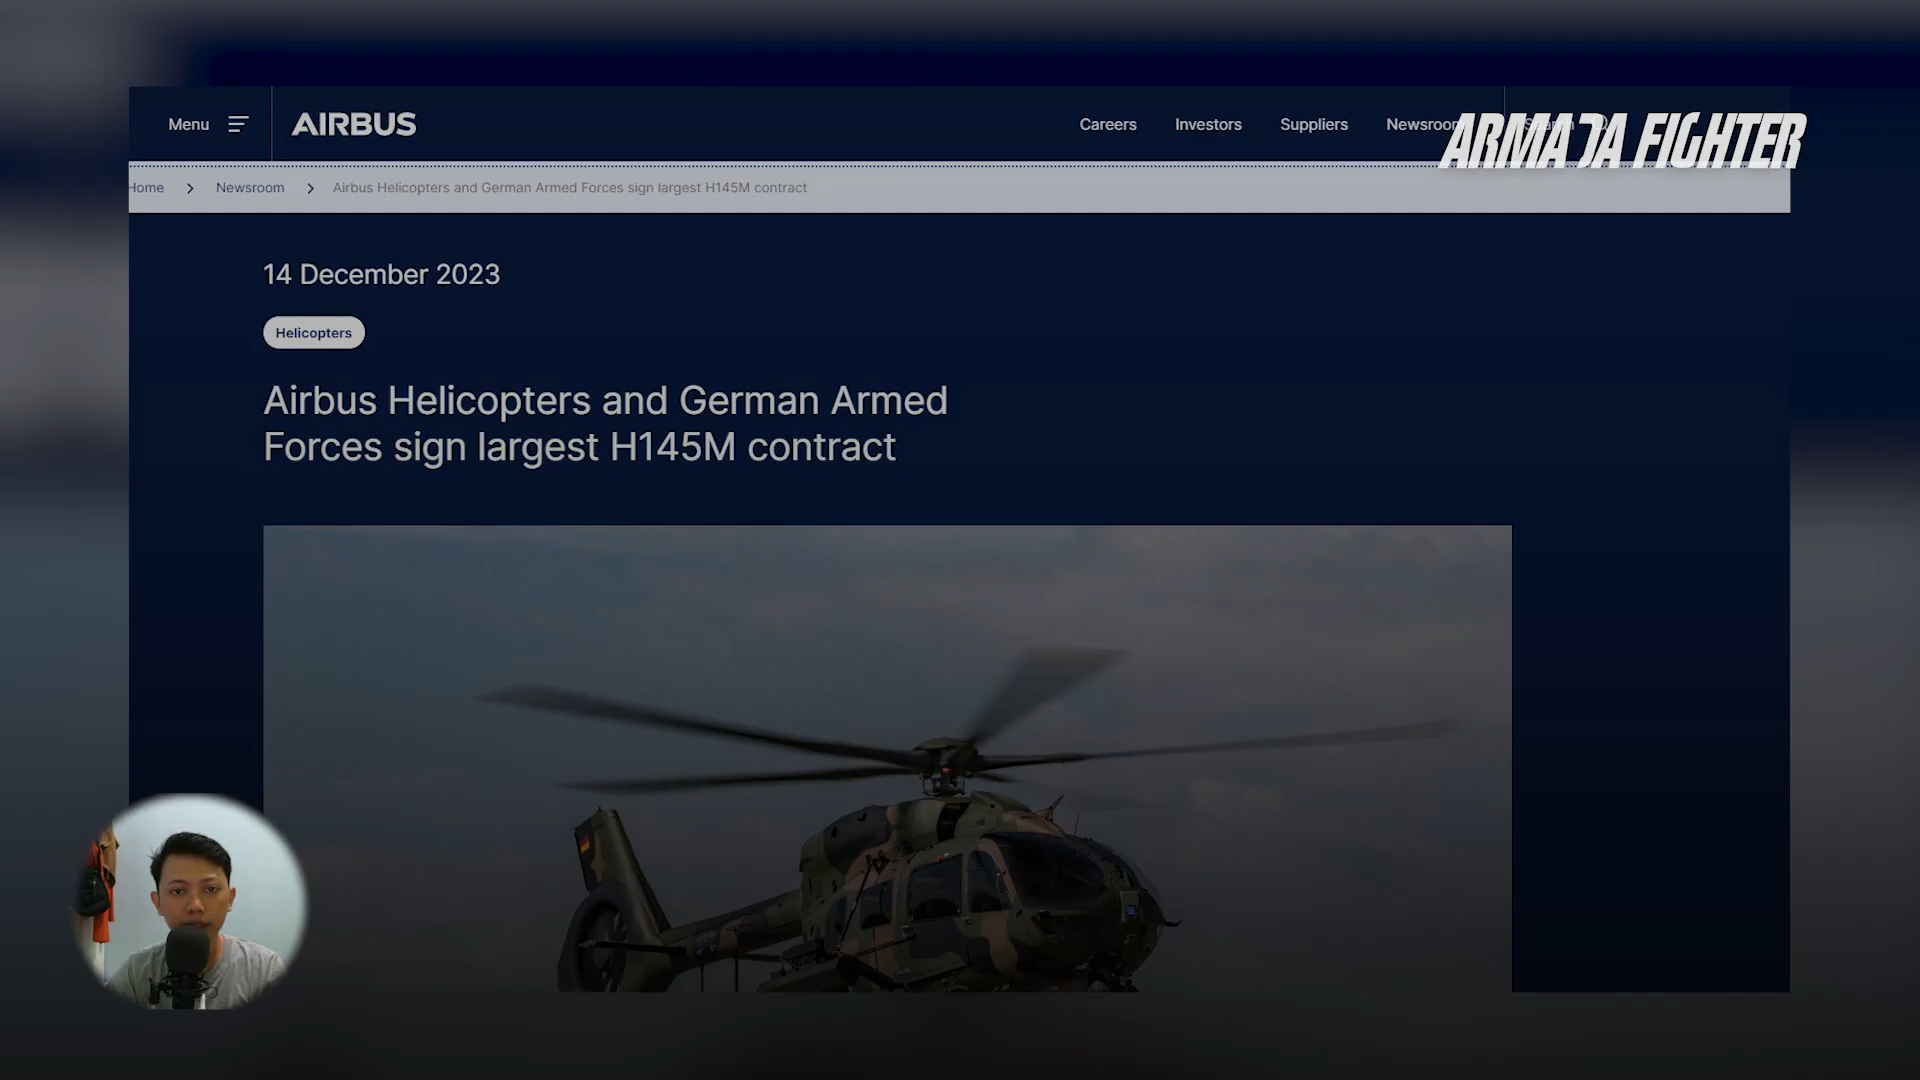 Menu AIRBUS Careers Investors Suppliers Newsroom Search
ARMADA FIGHTER
Home > Newsroom > Airbus Helicopters and German Armed Forces sign largest H145M contract
14 December 2023
Helicopters
Airbus Helicopters and German Armed
Forces sign largest H145M contract